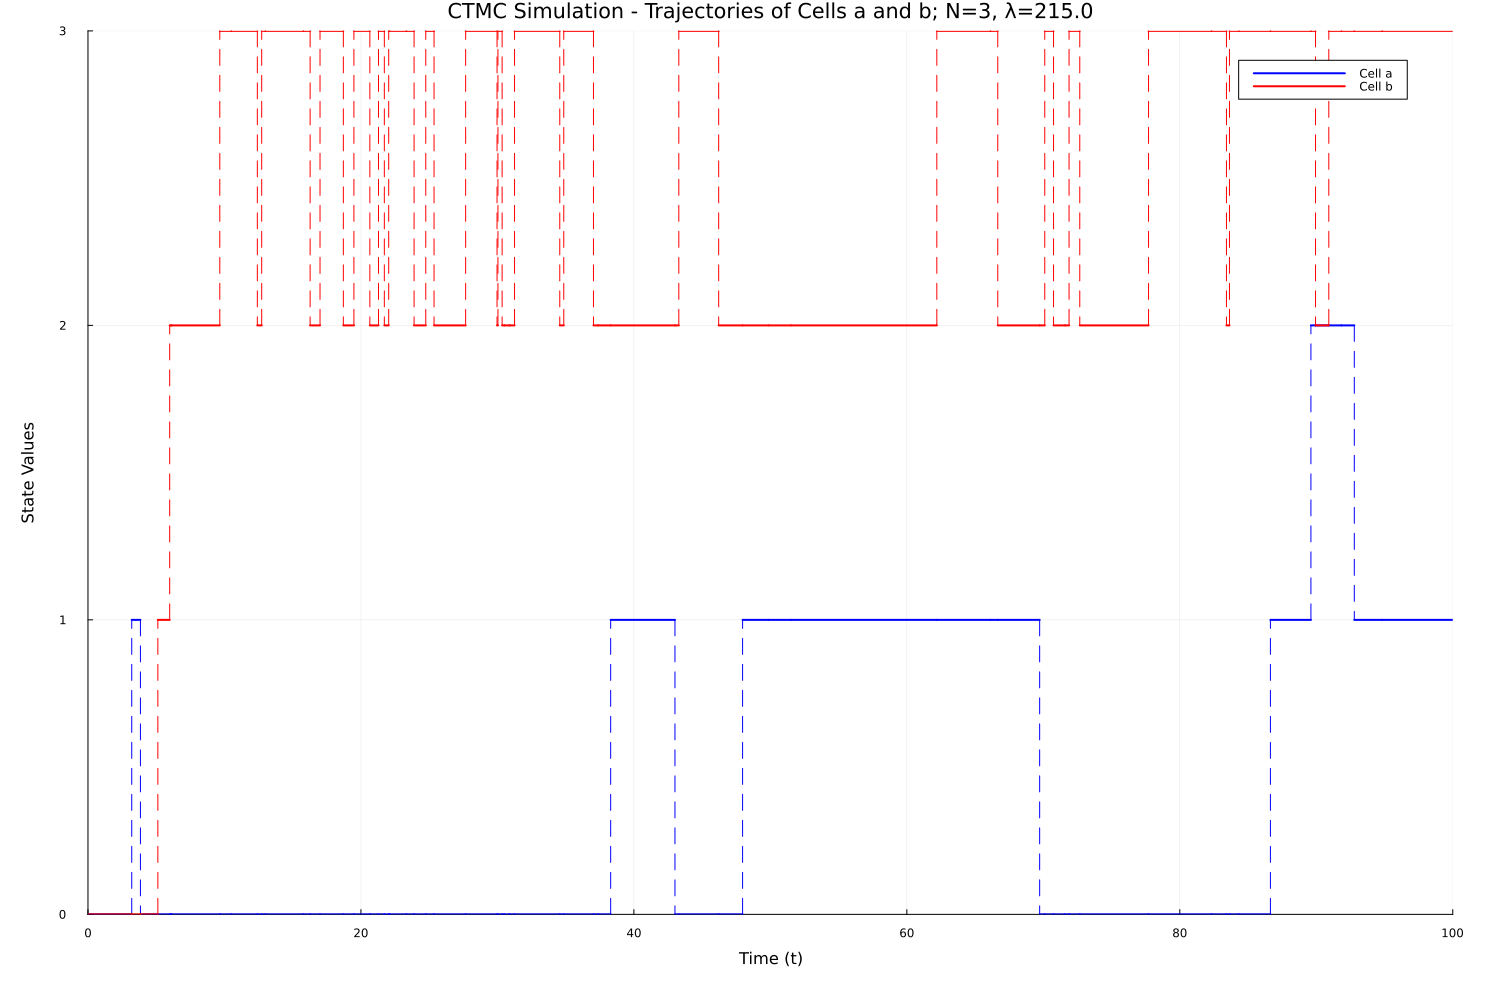 CTMC Simulation - Trajectories of Cells a and b; N=3, λ=215.0
3
Cell a
Cell b
2
State Values
1
0
0 20 40 60 80 100
Time (t)